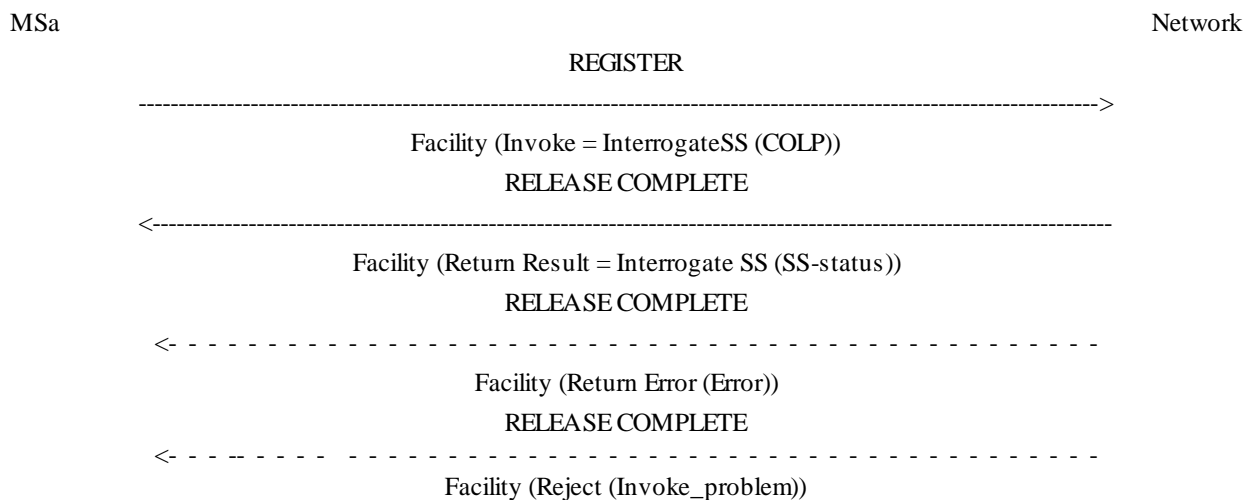 MSa Network
REGISTER
------------------------------------------------------------------------------------------------------------------------>
Facility (Invoke = InterrogateSS (COLP))
RELEASE COMPLETE
<------------------------------------------------------------------------------------------------------------------------
Facility (Return Result = Interrogate SS (SS-status))
RELEASE COMPLETE
<- - - - - - - - - - - - - - - - - - - - - - - - - - - - - - - - - - - - - - - - - - - - - - -
Facility (Return Error (Error))
RELEASE COMPLETE
<- - - -- - - - - - - - - - - - - - - - - - - - - - - - - - - - - - - - - - - - - - - - - - -
Facility (Reject (Invoke_problem))